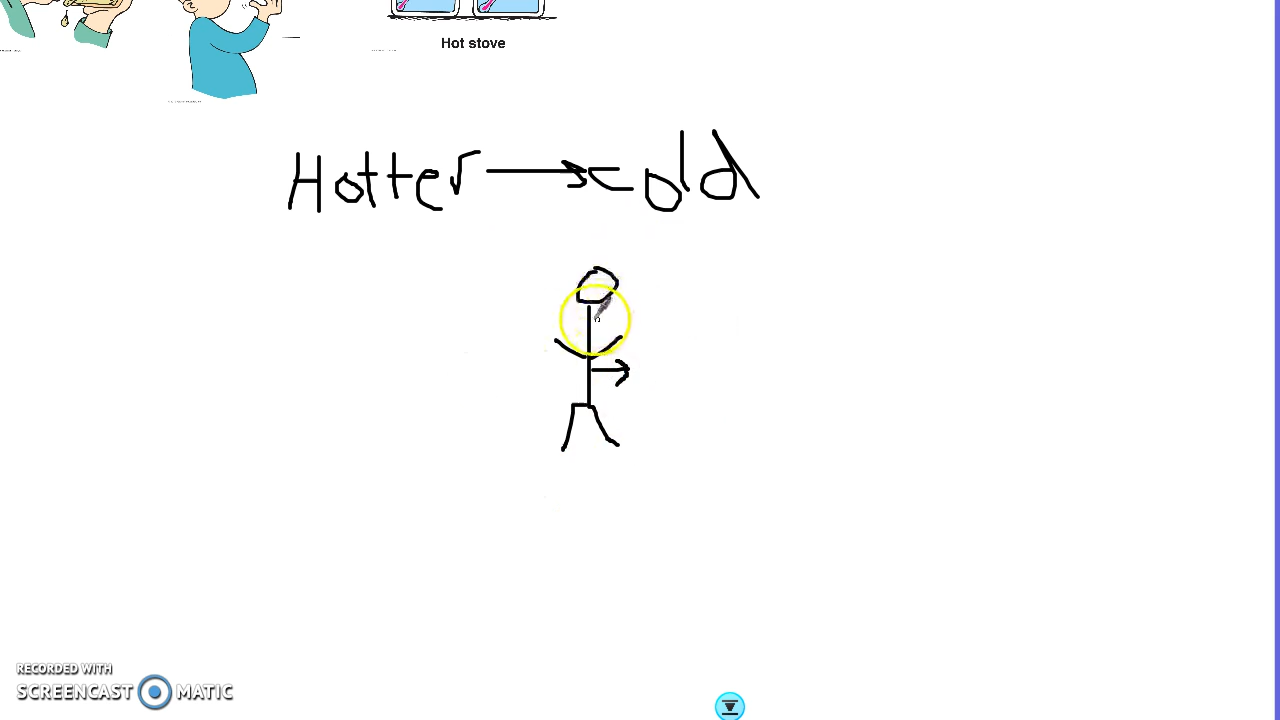 Hot stove
Hotter → cold
RECORDED WITH
SCREENCAST MATIC